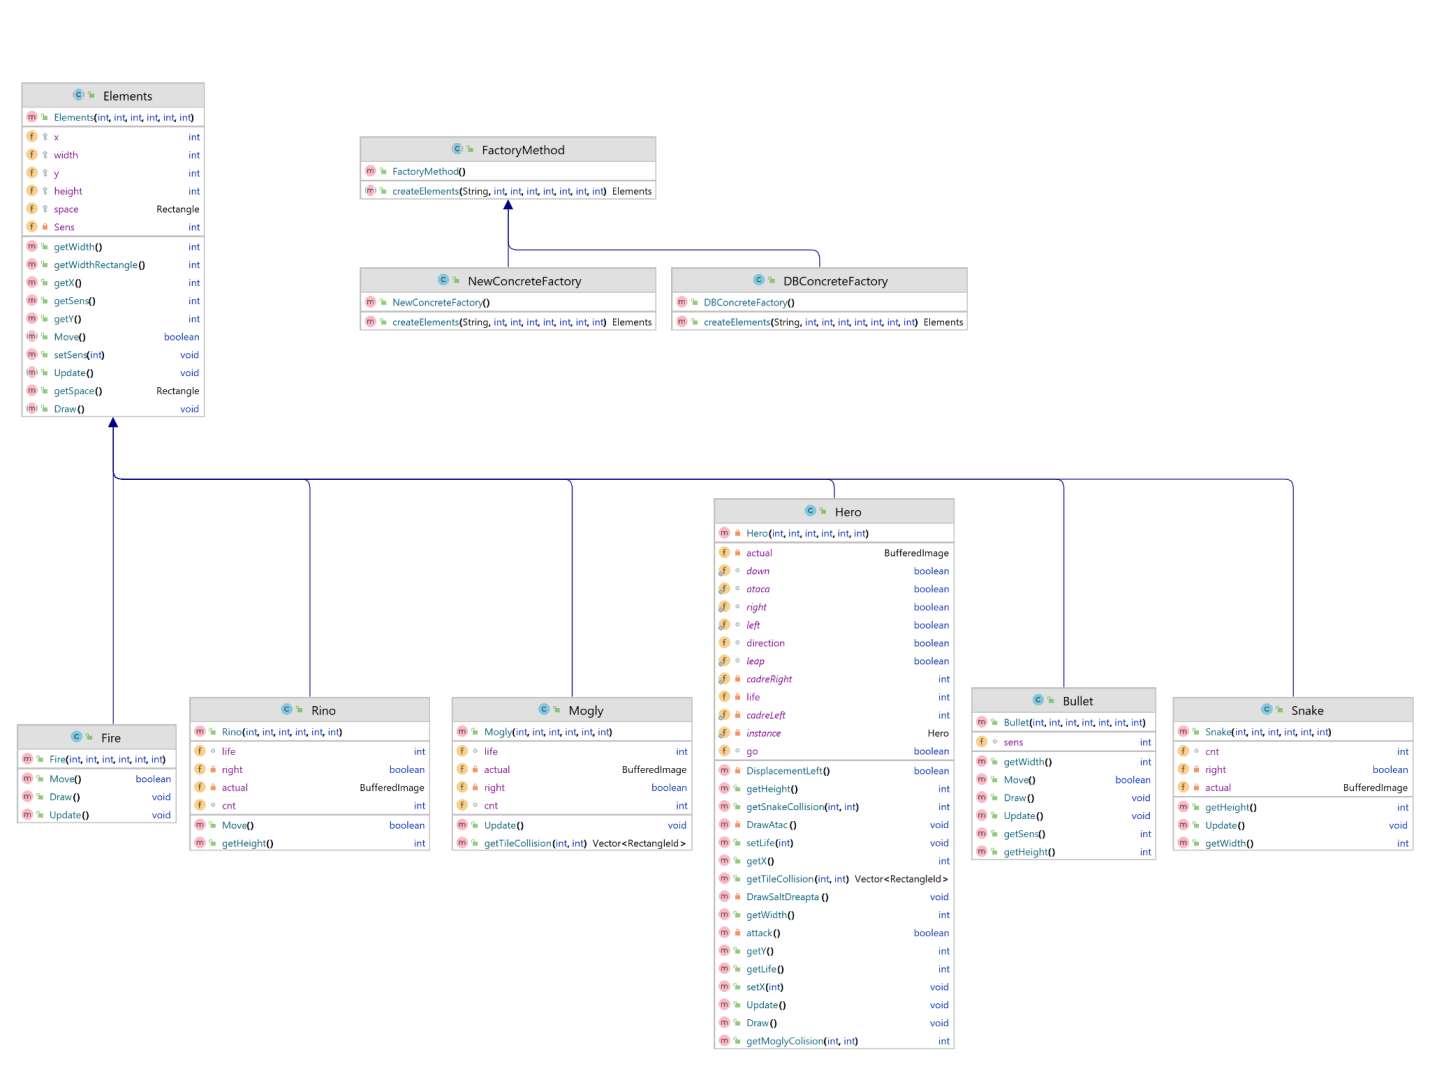 Elements
Elements(int, int, int, int, int, int)
x int
width int
y int
height int
space Rectangle
Sens int
getWidth() int
getWidthRectangle() int
getX() int
getSens() int
getY() int
Move() boolean
setSens(int) void
Update() void
getSpace() Rectangle
Draw() void
FactoryMethod
FactoryMethod()
createElements(String, int, int, int, int, int, int, int) Elements
NewConcreteFactory
NewConcreteFactory()
createElements(String, int, int, int, int, int, int, int) Elements
DBConcreteFactory
DBConcreteFactory()
createElements(String, int, int, int, int, int, int, int) Elements
Fire
Fire(int, int, int, int, int, int)
Move() boolean
Draw() void
Update() void
Rino
Rino(int, int, int, int, int, int)
life int
right boolean
actual BufferedImage
cnt int
Move() boolean
getHeight() int
Mogly
Mogly(int, int, int, int, int, int)
life int
actual BufferedImage
right boolean
cnt int
Update() void
getTileCollision(int, int) Vector<RectangleId>
Hero
Hero(int, int, int, int, int, int)
actual BufferedImage
down boolean
ataca boolean
right boolean
left boolean
direction boolean
leap boolean
cadreRight int
life int
cadreLeft int
instance Hero
go boolean
DisplacementLeft() boolean
getHeight() int
getSnakeCollision(int, int) int
DrawAtac() void
setLife(int) void
getX() int
getTileCollision(int, int) Vector<RectangleId>
DrawSaltDreapta() void
getWidth() int
attack() boolean
getY() int
getLife() int
setX(int) void
Update() void
Draw() void
getMoglyColision(int, int) int
Bullet
Bullet(int, int, int, int, int, int, int)
sens int
getWidth() int
Move() boolean
Draw() void
Update() void
getSens() int
getHeight() int
Snake
Snake(int, int, int, int, int, int)
cnt int
right boolean
actual BufferedImage
getHeight() int
Update() void
getWidth() int